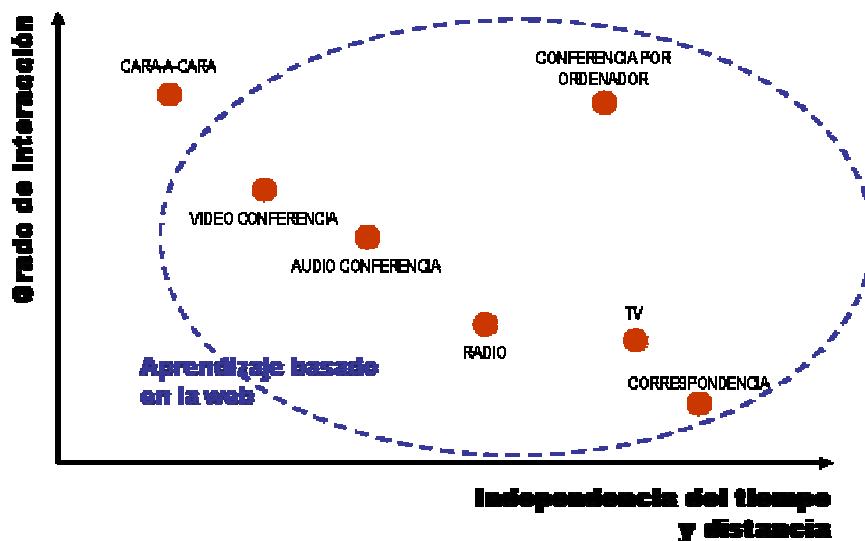 Grado de Interacción
CARA-A-CARA
CONFERENCIA POR
ORDENADOR
VIDEO CONFERENCIA
AUDIO CONFERENCIA
RADIO
TV
CORRESPONDENCIA
Aprendizaje basado
en la web
Independencia del tiempo
y distancia